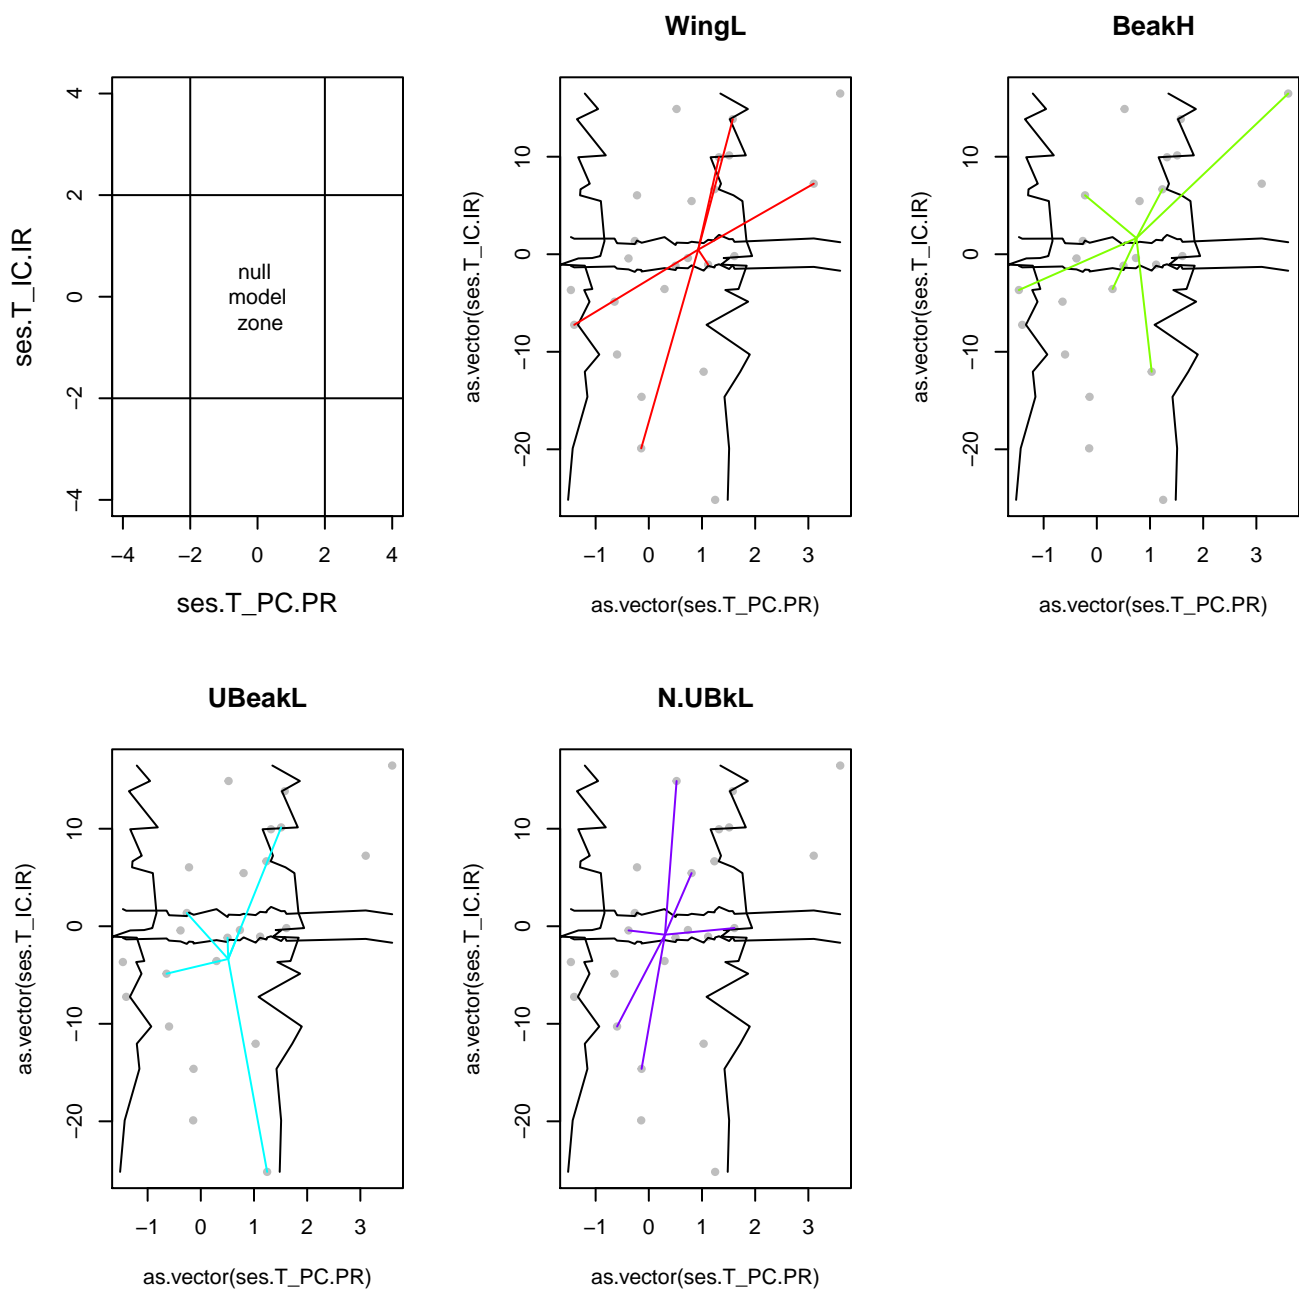 WingL
BeakH
4
2
0
−2
−4
ses.T_IC.IR
null
model
zone
−4
−2
0
2
4
ses.T_PC.PR
10
0
−10
−20
as.vector(ses.T_IC.IR)
−1
0
1
2
3
as.vector(ses.T_PC.PR)
10
0
−10
−20
as.vector(ses.T_IC.IR)
−1
0
1
2
3
as.vector(ses.T_PC.PR)
UBeakL
N.UBkL
10
0
−10
−20
as.vector(ses.T_IC.IR)
−1
0
1
2
3
as.vector(ses.T_PC.PR)
10
0
−10
−20
as.vector(ses.T_IC.IR)
−1
0
1
2
3
as.vector(ses.T_PC.PR)